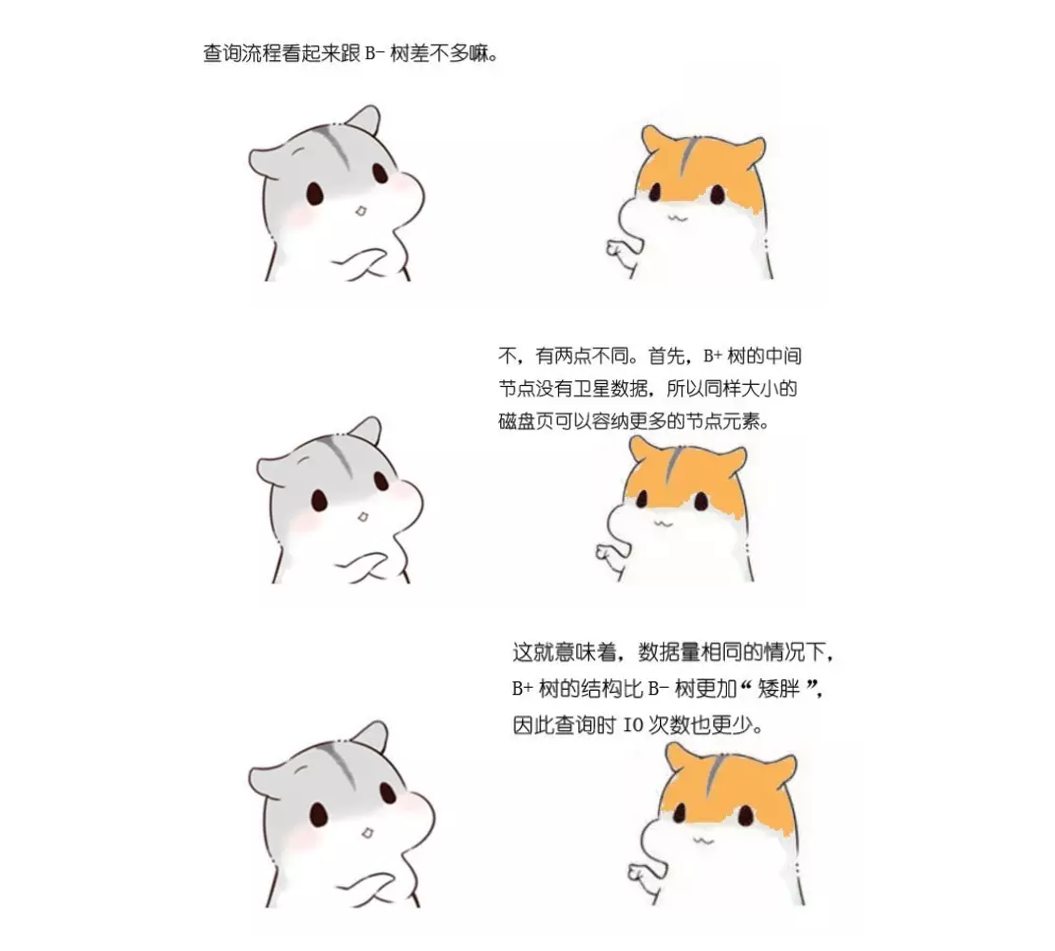 查询流程看起来跟 B- 树差不多嘛。
不，有两点不同。首先，B+ 树的中间
节点没有卫星数据，所以同样大小的
磁盘页可以容纳更多的节点元素。
这就意味着，数据量相同的情况下，
B+ 树的结构比 B- 树更加“ 矮胖 ”，
因此查询时 IO 次数也更少。